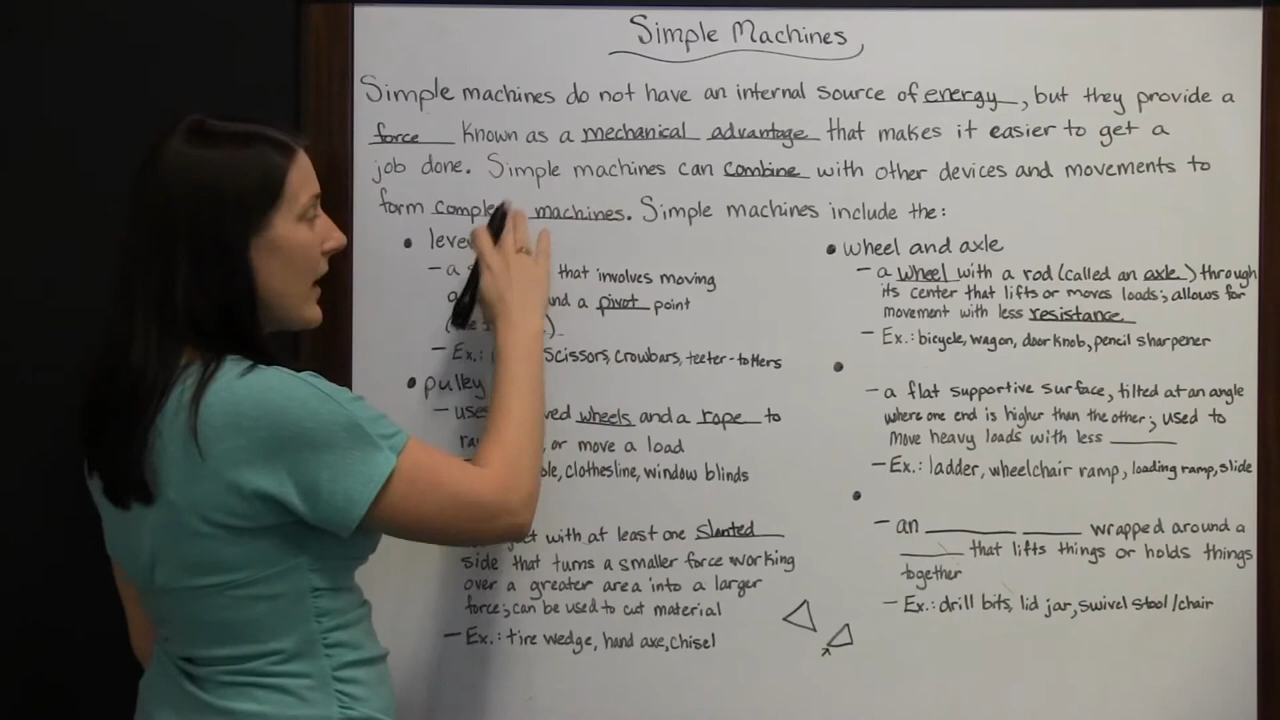 Simple Machines
Simple machines do not have an internal source of energy, but they provide a
force known as a mechanical advantage that makes it easier to get a
job done. Simple machines can combine with other devices and movements to
form machines. Simple machines include the:
• 
– a that involves moving
and a pivot point
– Ex.: Scissors, crowbars, teeter-totters
• pulley
– wheels and a rope to
or move a load
clothesline, window blinds
with at least one slanted
side that turns a smaller force working
over a greater area into a larger
force; can be used to cut material
– Ex.: tire wedge, hand axe, chisel
• wheel and axle
– a wheel with a rod (called an axle) through
its center that lifts or moves loads; allows for
movement with less resistance
– Ex.: bicycle, wagon, door knob, pencil sharpener
•
– a flat supportive surface, tilted at an angle
where one end is higher than the other; used to
move heavy loads with less ______
– Ex.: ladder, wheelchair ramp, loading ramp, slide
•
– an ________ _____ wrapped around a
_____ that lifts things or holds things
together
– Ex.: drill bits, lid jar, swivel stool/chair